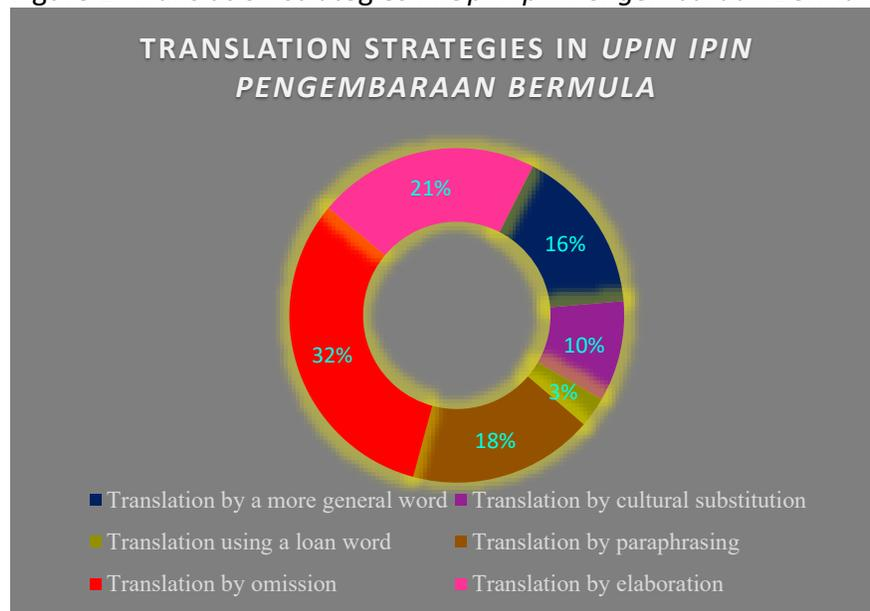 TRANSLATION STRATEGIES IN UPIN IPIN
PENGEMBARAAN BERMULA
21%
16%
10%
32%
3%
18%
Translation by a more general word
Translation by cultural substitution
Translation using a loan word
Translation by paraphrasing
Translation by omission
Translation by elaboration